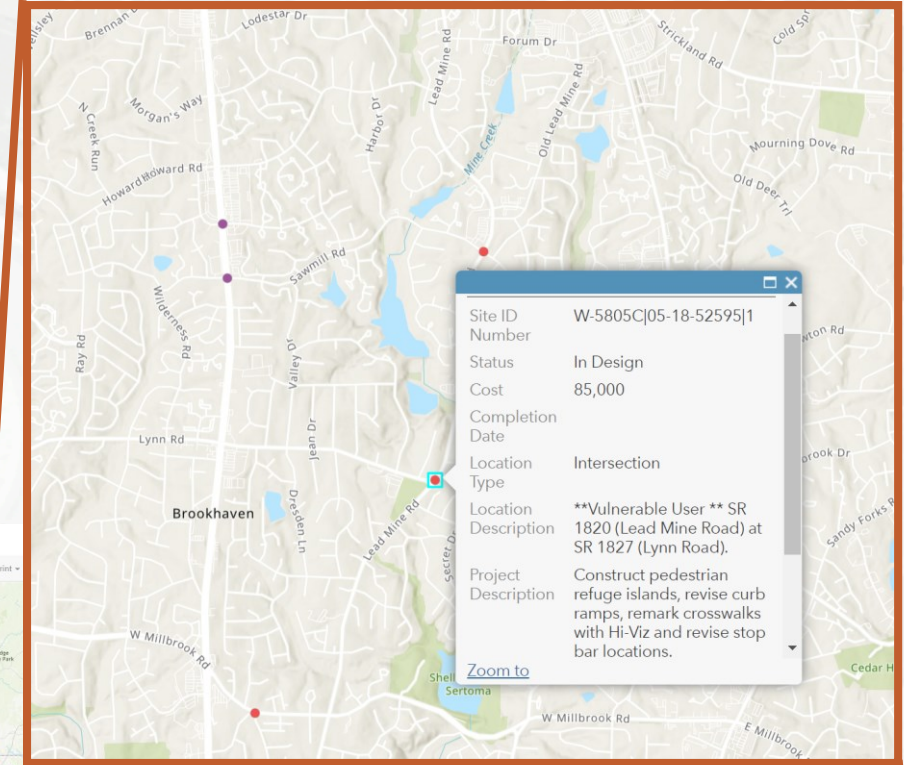 Lodestar Dr
Brennan
Strickland Rd
Forum Dr
Lead Mine Rd
Old Lead Mine Rd
Morgan's Way
N Creek Run
Harbor Dr
Mine Creek
Mourning Dove Rd
Howard Rd
Old Deer Trl
Sawmill Rd
Wilderness Rd
Ray Rd
Valley Dr
Lynn Rd
Jean Dr
Brookhaven
Dresden Ln
Lead Mine Rd
Sandy Forks R
W Millbrook Rd
Sertoma
W Millbrook Rd
E Millbrook
Cedar H
Site ID Number W-5805C|05-18-52595|1
Status In Design
Cost 85,000
Completion Date
Location Type Intersection
Location Description **Vulnerable User ** SR
1820 (Lead Mine Road) at
SR 1827 (Lynn Road).
Project Description Construct pedestrian
refuge islands, revise curb
ramps, remark crosswalks
with Hi-Viz and revise stop
bar locations.
Zoom to